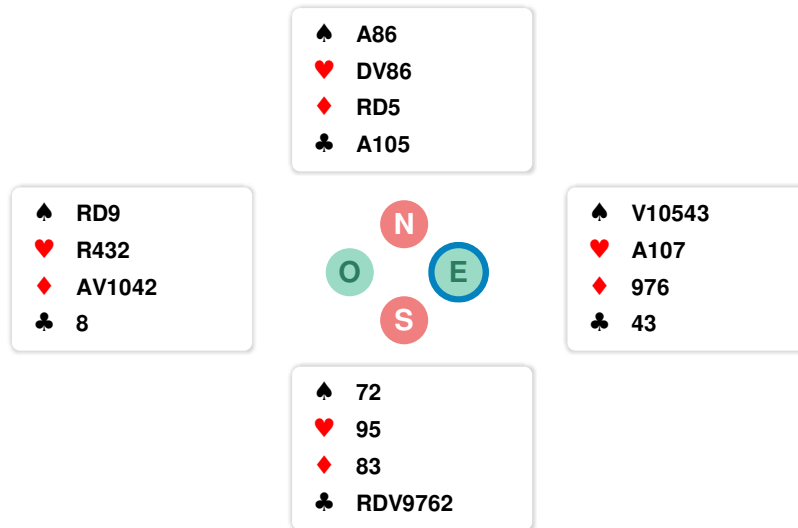 ♠ A86
♥ DV86
♦ RD5
♣ A105
♠ RD9
♥ R432
♦ AV1042
♣ 8
N
O E
S
♠ V10543
♥ A107
♦ 976
♣ 43
♠ 72
♥ 95
♦ 83
♣ RDV9762